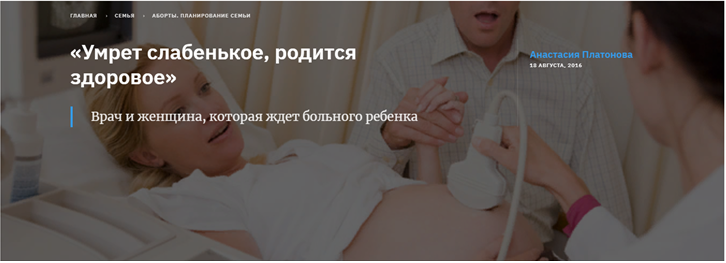 ГЛАВНАЯ • СЕМЬЯ • АБОРТЫ. ПЛАНИРОВАНИЕ СЕМЬИ
«Умрет слабенькое, родится
здоровое»
Анастасия Платонова
18 АВГУСТА, 2016
Врач и женщина, которая ждет больного ребенка